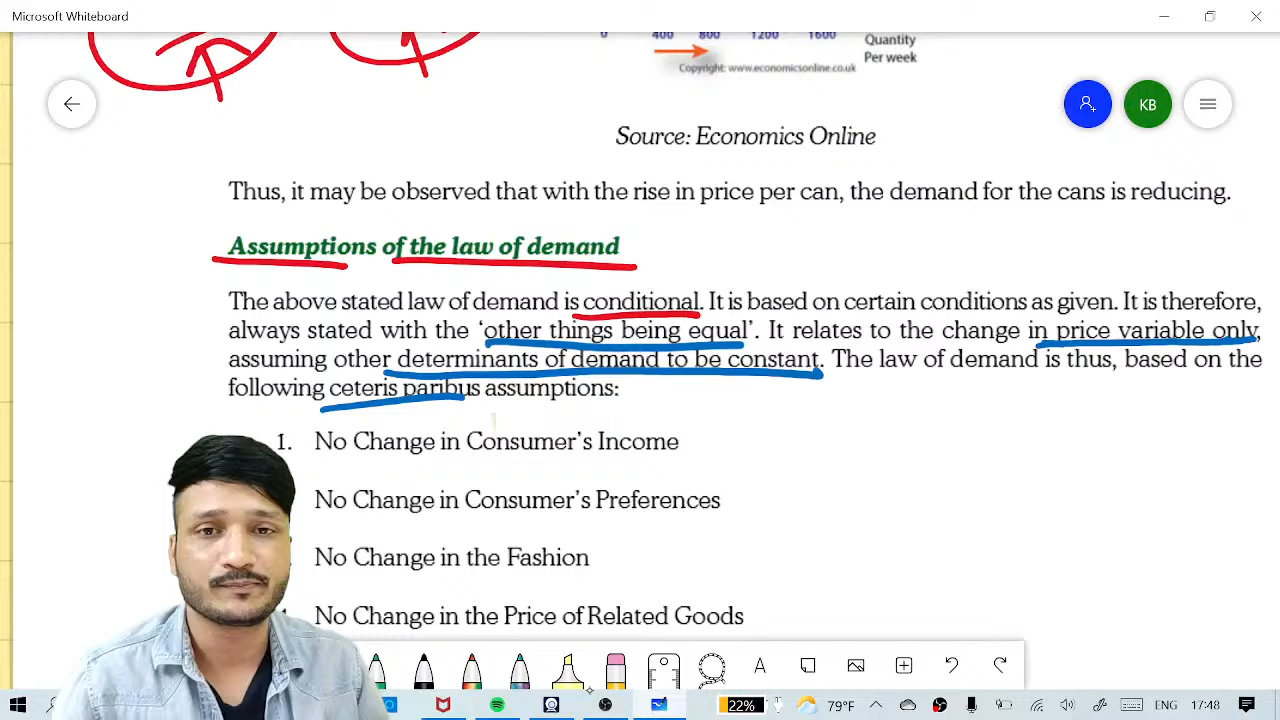 Microsoft Whiteboard
0 400 800 1200 1600
Quantity
Per week
Copyright: www.economicsonline.co.uk
KB
Source: Economics Online
Thus, it may be observed that with the rise in price per can, the demand for the cans is reducing.
Assumptions of the law of demand
The above stated law of demand is conditional. It is based on certain conditions as given. It is therefore,
always stated with the ‘other things being equal’. It relates to the change in price variable only,
assuming other determinants of demand to be constant. The law of demand is thus, based on the
following ceteris paribus assumptions:
1. No Change in Consumer’s Income
No Change in Consumer’s Preferences
No Change in the Fashion
No Change in the Price of Related Goods
A
22%
79°F
ENG
17:48